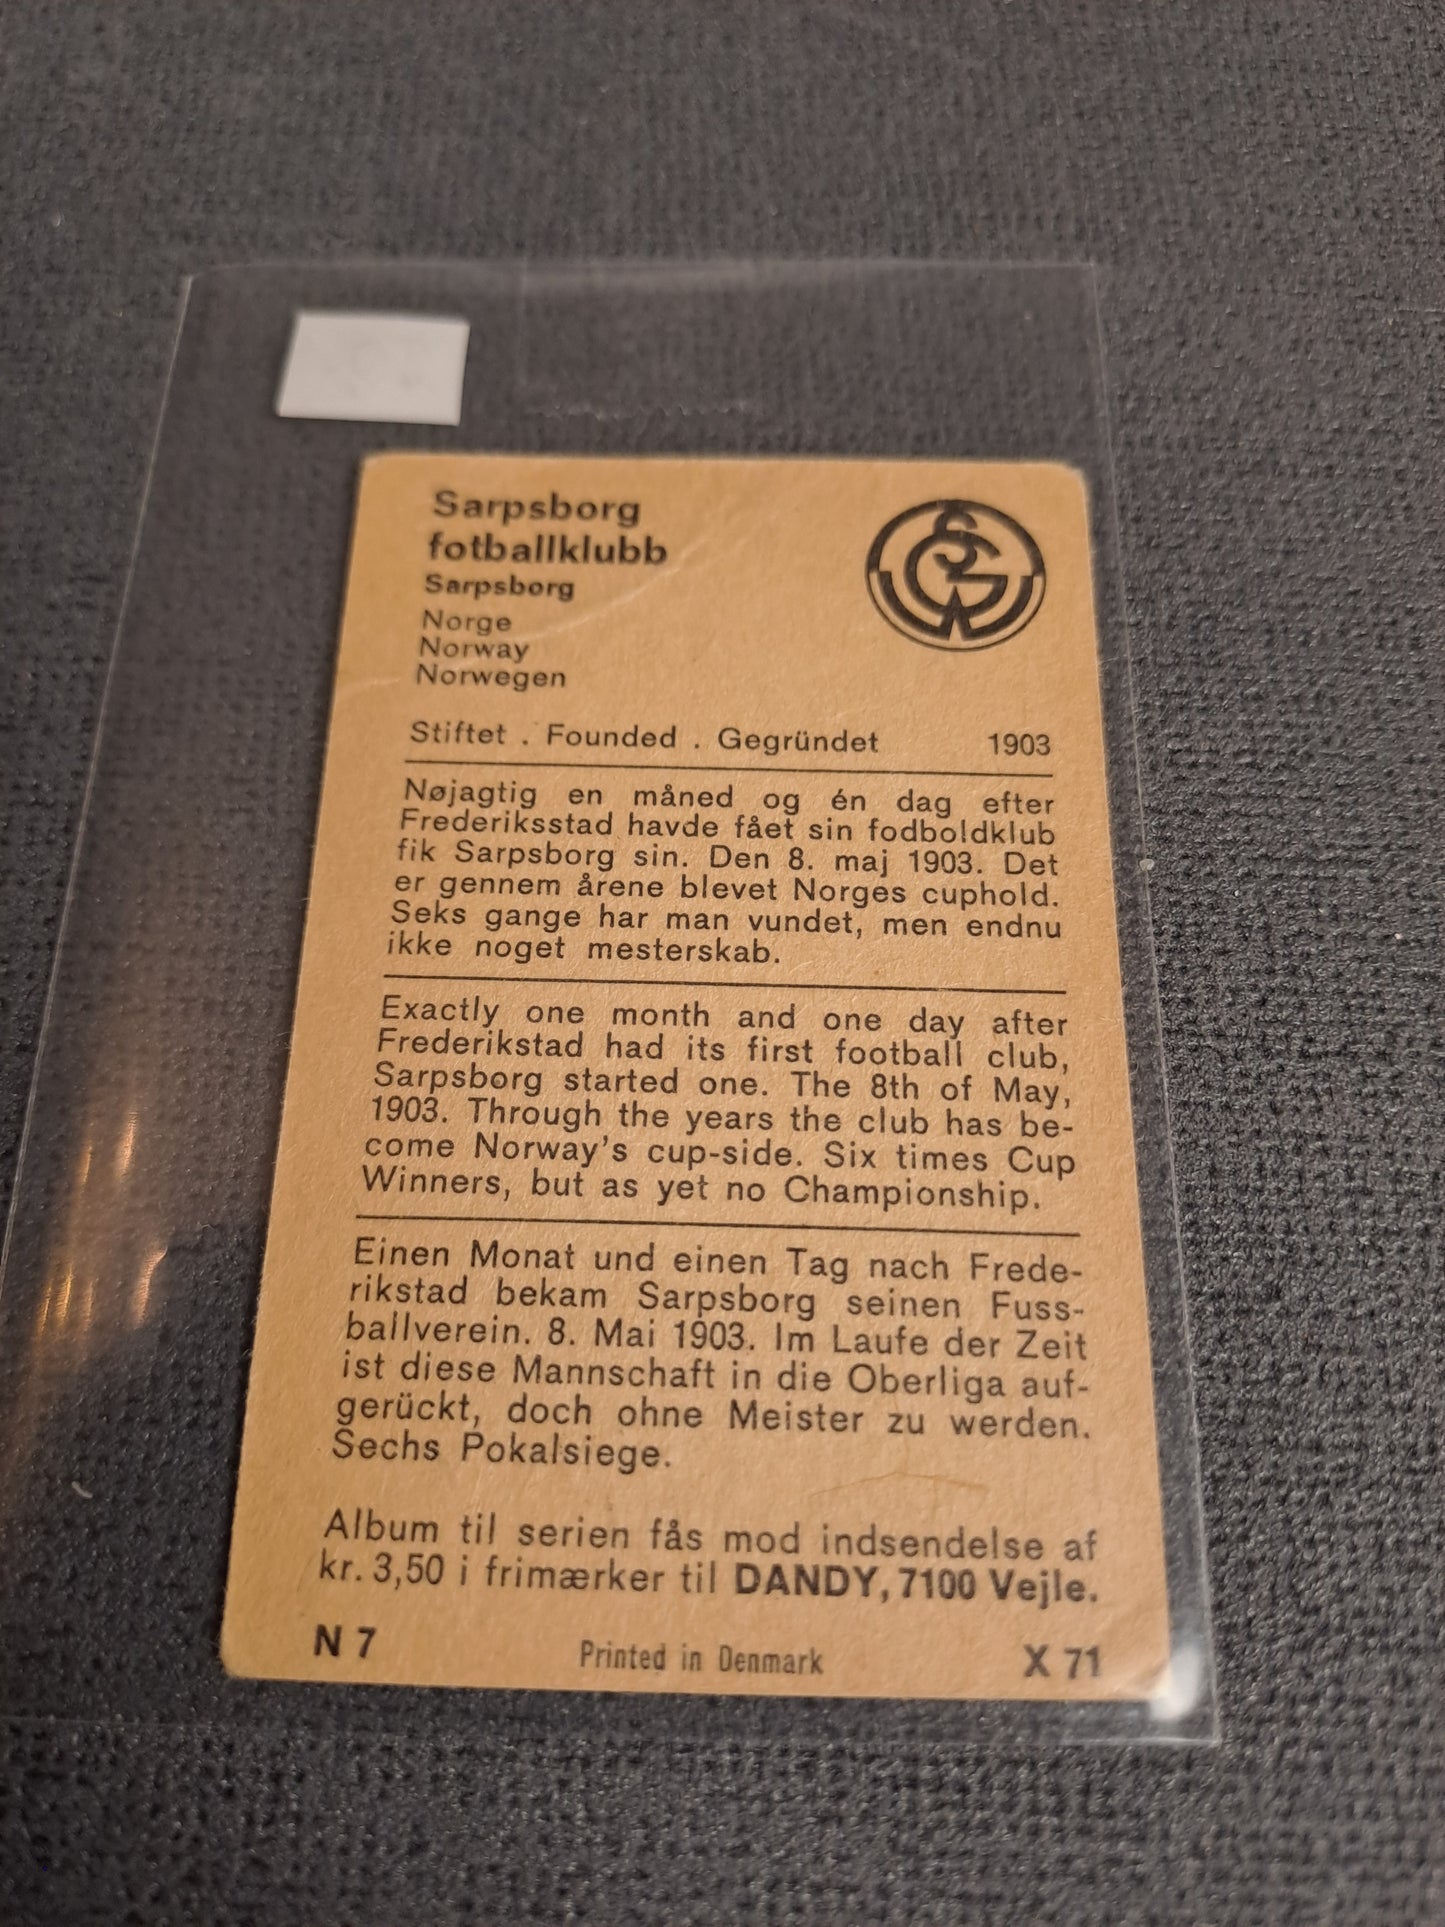 Sarpsborg
fotballklubb
Sarpsborg
Norge
Norway
Norwegen
Stiftet . Founded . Gegründet 1903
Nøjagtig en måned og én dag efter
Frederiksstad havde fået sin fodboldklub
fik Sarpsborg sin. Den 8. maj 1903. Det
er gennem årene blevet Norges cuphold.
Seks gange har man vundet, men endnu
ikke noget mesterskab.
Exactly one month and one day after
Frederikstad had its first football club,
Sarpsborg started one. The 8th of May,
1903. Through the years the club has be-
come Norway's cup-side. Six times Cup
Winners, but as yet no Championship.
Einen Monat und einen Tag nach Frede-
rikstad bekam Sarpsborg seinen Fuss-
ballverein. 8. Mai 1903. Im Laufe der Zeit
ist diese Mannschaft in die Oberliga auf-
gerückt, doch ohne Meister zu werden.
Sechs Pokalsiege.
Album til serien fås mod indsendelse af
kr. 3,50 i frimærker til DANDY, 7100 Vejle.
N 7 Printed in Denmark X 71